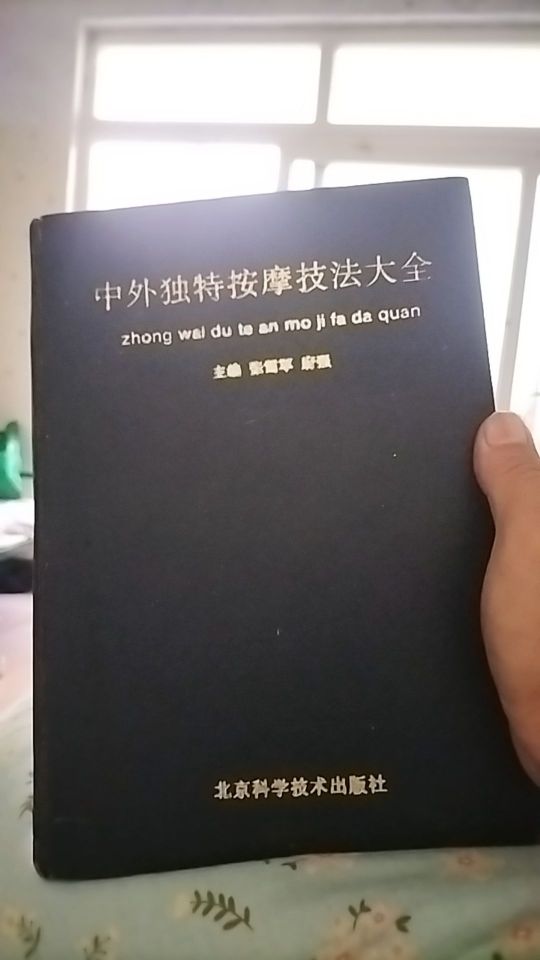 中外独特按摩技法大全
zhong wai du te an mo ji fa da quan
主编
北京科学技术出版社